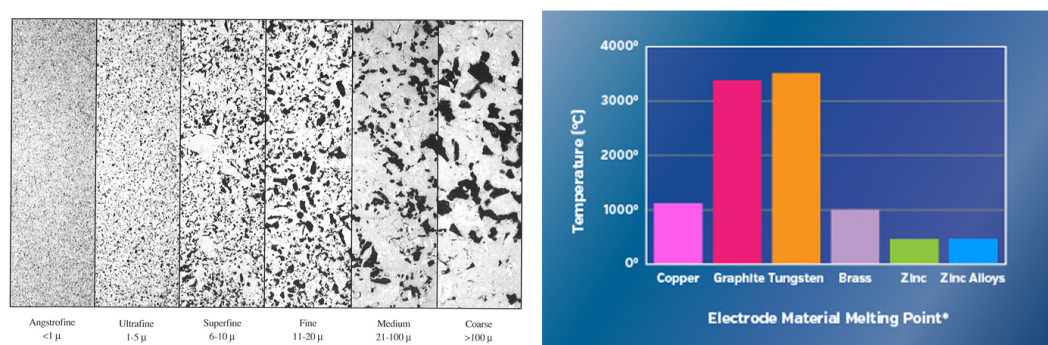 Angstrofine
<1 μ
Ultrafine
1-5 μ
Superfine
6-10 μ
Fine
11-20 μ
Medium
21-100 μ
Coarse
>100 μ
Temperature (°C)
4000°
3000°
2000°
1000°
0°
Copper Graphite Tungsten Brass Zinc Zinc Alloys
Electrode Material Melting Point*